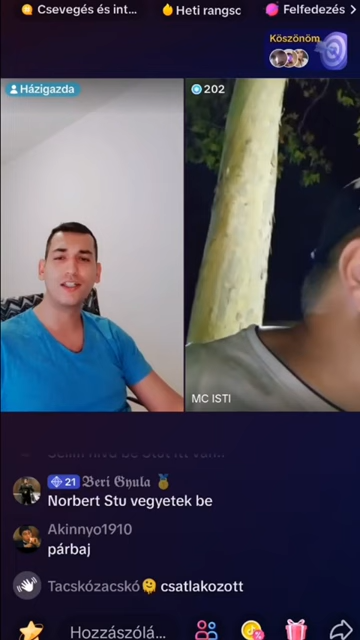 Csevegés és int...
Heti rangsc
Felfedezés
Köszönöm
Házigazda
202
MC ISTI
21 Beri Gyula
Norbert Stu vegyetek be
Akinnyo1910
párbaj
Tacskózacskó csatlakozott
Hozzászólá...